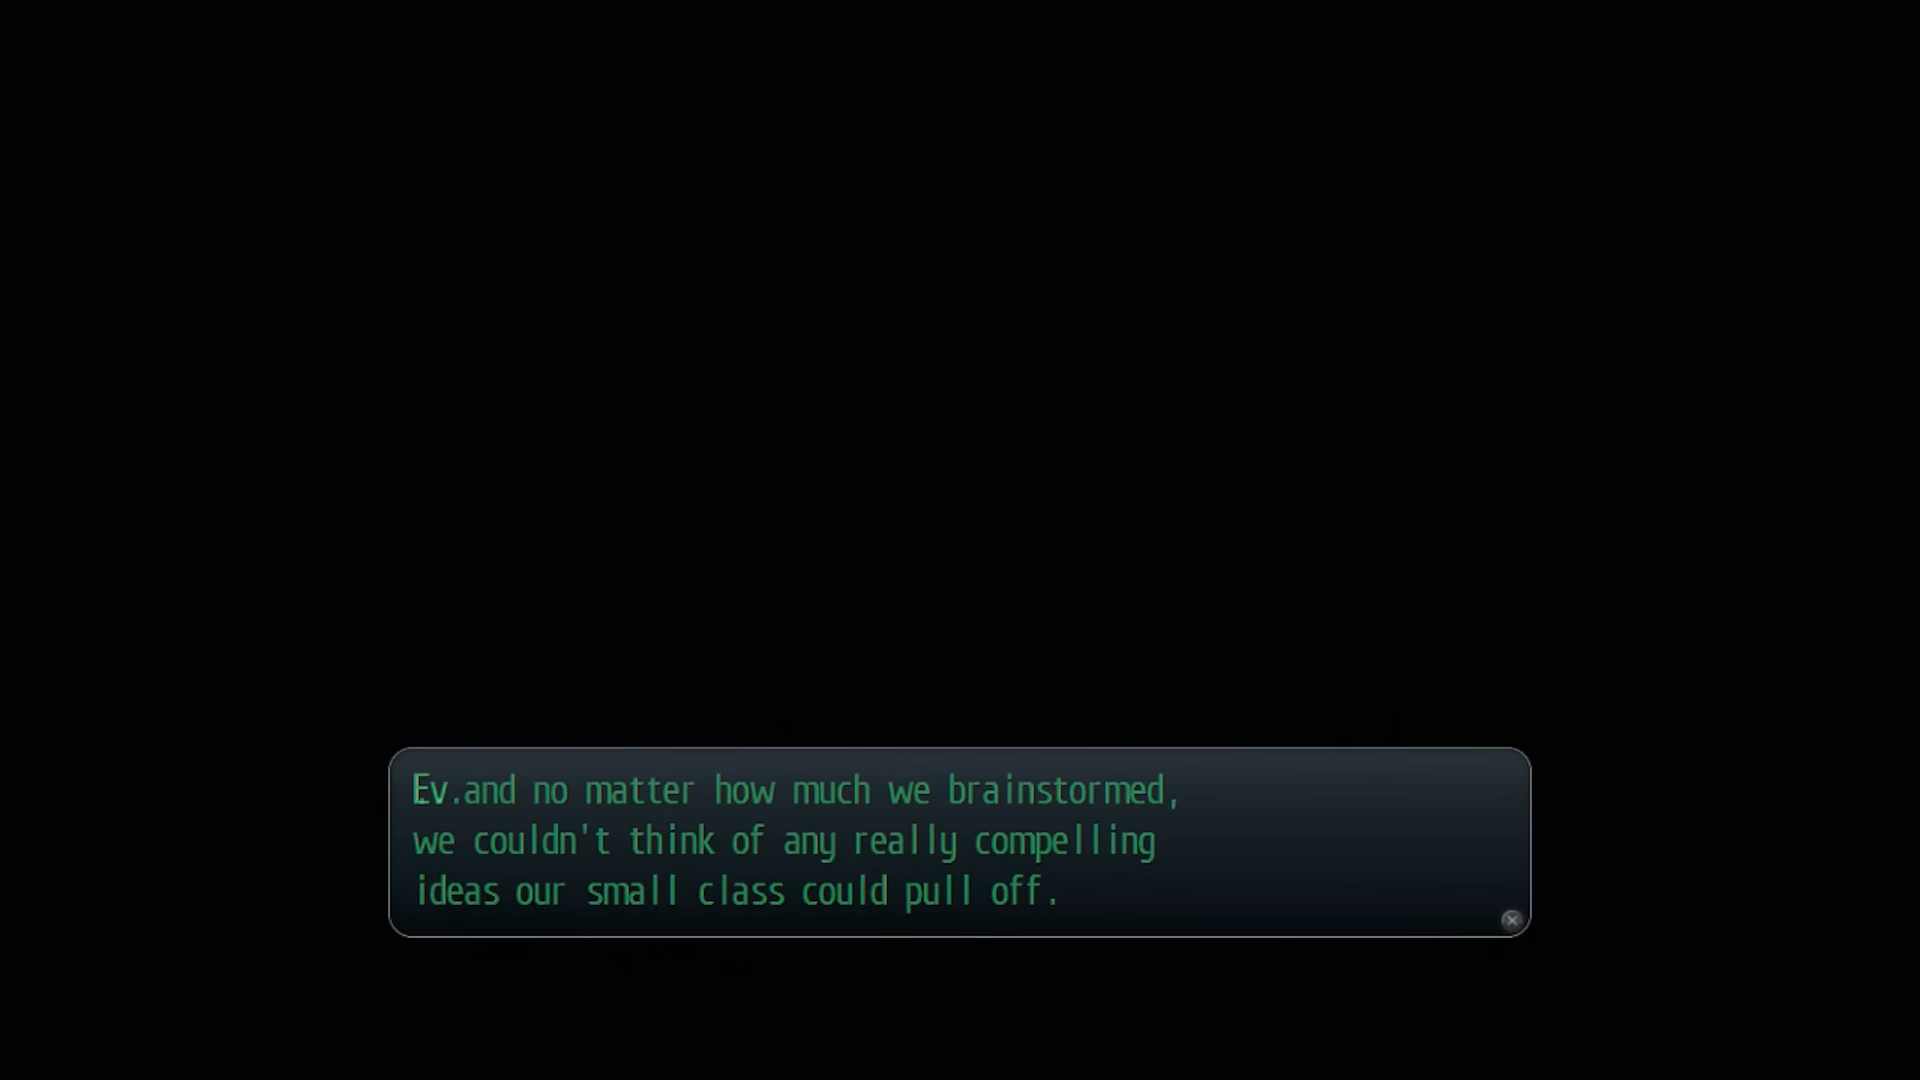 Ev.and no matter how much we brainstormed,
we couldn't think of any really compelling
ideas our small class could pull off.